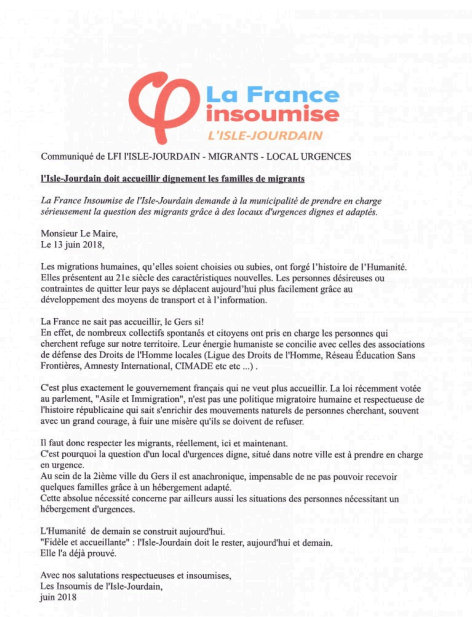 La France
insoumise
L'ISLE-JOURDAIN
Communiqué de LFI l'ISLE-JOURDAIN - MIGRANTS - LOCAL URGENCES
l'Isle-Jourdain doit accueillir dignement les familles de migrants
La France Insoumise de l'Isle-Jourdain demande à la municipalité de prendre en charge
sérieusement la question des migrants grâce à des locaux d'urgences dignes et adaptés.
Monsieur Le Maire,
Le 13 juin 2018,
Les migrations humaines, qu'elles soient choisies ou subies, ont forgé l'histoire de l'Humanité.
Elles présentent au 21e siècle des caractéristiques nouvelles. Les personnes désireuses ou
contraintes de quitter leur pays se déplacent aujourd'hui plus facilement grâce au
développement des moyens de transport et à l'information.
La France ne sait pas accueillir, le Gers si!
En effet, de nombreux collectifs spontanés et citoyens ont pris en charge les personnes qui
cherchent refuge sur notre territoire. Leur énergie humaniste se concilie avec celles des associations
de défense des Droits de l'Homme locales (Ligue des Droits de l'Homme, Réseau Éducation Sans
Frontières, Amnesty International, CIMADE etc etc ...) .
C'est plus exactement le gouvernement français qui ne veut plus accueillir. La loi récemment votée
au parlement, "Asile et Immigration", n'est pas une politique migratoire humaine et respectueuse de
l'histoire républicaine qui sait s'enrichir des mouvements naturels de personnes cherchant, souvent
avec un grand courage, à fuir une misère qu'ils se doivent de refuser.
Il faut donc respecter les migrants, réellement, ici et maintenant.
C'est pourquoi la question d'un local d'urgences digne, situé dans notre ville est à prendre en charge
en urgence.
Au sein de la 2ième ville du Gers il est anachronique, impensable de ne pas pouvoir recevoir
quelques familles grâce à un hébergement adapté.
Cette absolue nécessité concerne par ailleurs aussi les situations des personnes nécessitant un
hébergement d'urgences.
L'Humanité de demain se construit aujourd'hui.
"Fidèle et accueillante" : l'Isle-Jourdain doit le rester, aujourd'hui et demain.
Elle l'a déjà prouvé.
Avec nos salutations respectueuses et insoumises,
Les Insoumis de l'Isle-Jourdain,
juin 2018